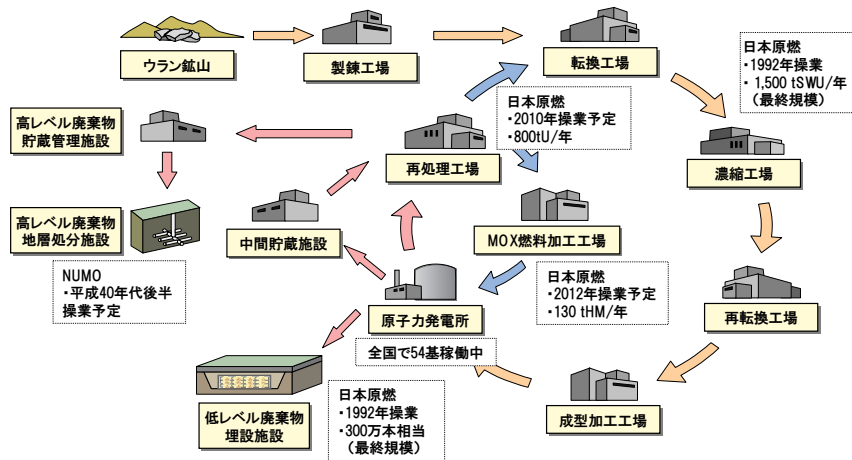 ウラン鉱山
製錬工場
転換工場
日本原燃
・1992年操業
・1,500 tSWU/年
（最終規模）
高レベル廃棄物
貯蔵管理施設
再処理工場
日本原燃
・2010年操業予定
・800tU/年
濃縮工場
高レベル廃棄物
地層処分施設
中間貯蔵施設
MOX燃料加工工場
NUMO
・平成40年代後半
操業予定
日本原燃
・2012年操業予定
・130 tHM/年
再転換工場
原子力発電所
全国で54基稼働中
低レベル廃棄物
埋設施設
日本原燃
・1992年操業
・300万本相当
（最終規模）
成型加工工場